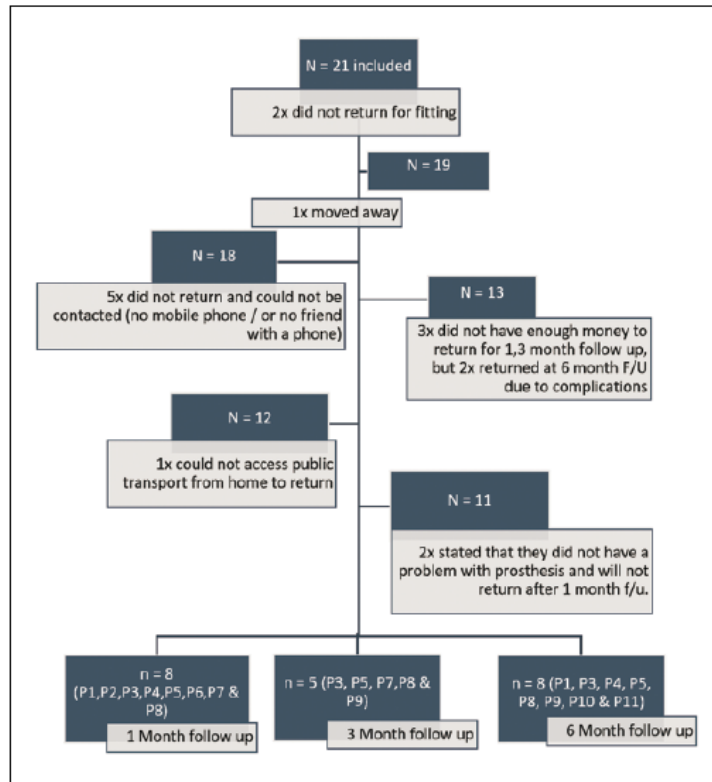 N = 21 included
2x did not return for fitting
N = 19
1x moved away
N = 18
5x did not return and could not be
contacted (no mobile phone / or no friend
with a phone)
N = 13
3x did not have enough money to
return for 1,3 month follow up,
but 2x returned at 6 month F/U
due to complications
N = 12
1x could not access public
transport from home to return
N = 11
2x stated that they did not have a
problem with prosthesis and will not
return after 1 month f/u.
n = 8
(P1,P2,P3,P4,P5,P6,P7 &
P8)
1 Month follow up
n = 5 (P3, P5, P7,P8 &
P9)
3 Month follow up
n = 8 (P1, P3, P4, P5,
P8, P9, P10 & P11)
6 Month follow up